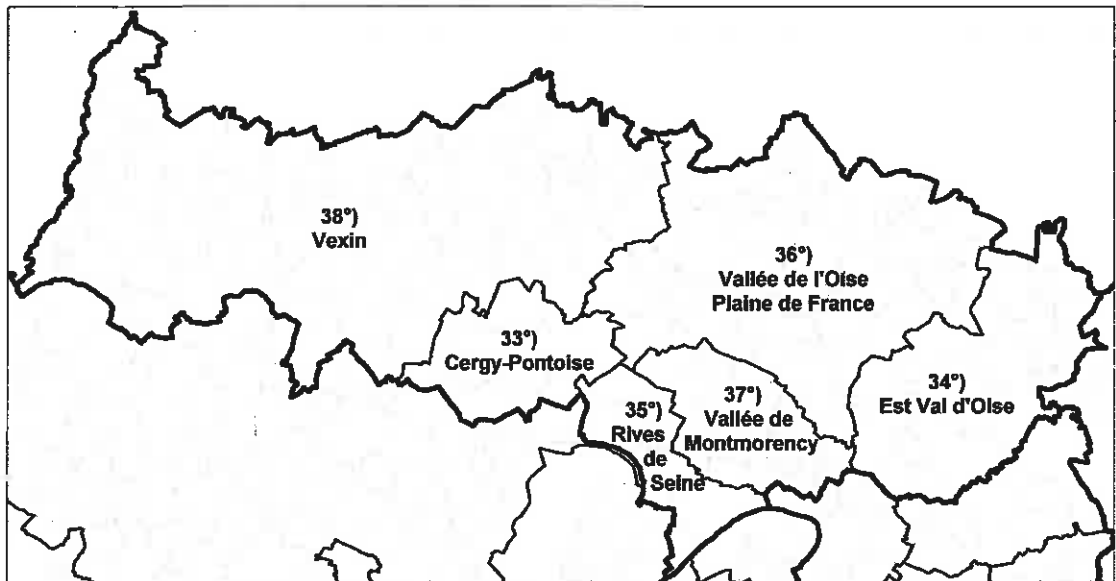 38°)
Vexin
36°)
Vallée de l'Oise
Plaine de France
33°)
Cergy-Pontoise
34°)
Est Val d'Oise
37°)
Vallée de
Montmorency
35°)
Rives
de
Seine